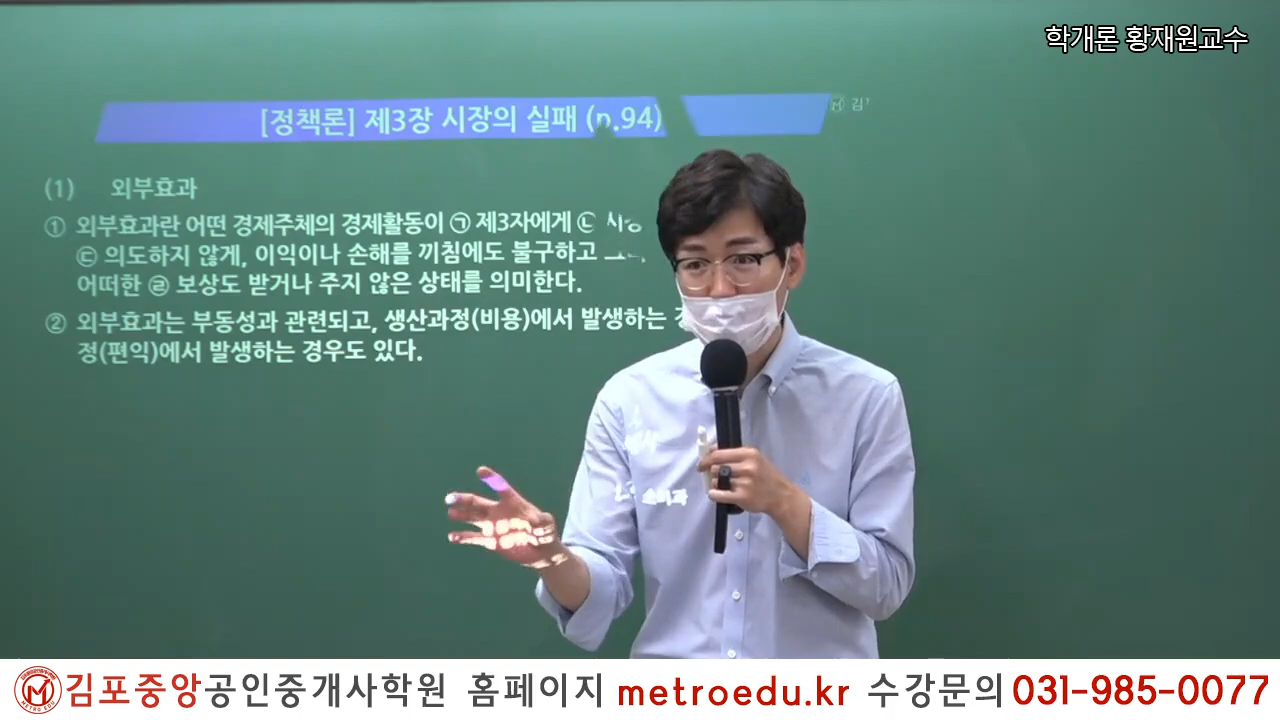 학개론 황재원교수
[정책론] 제3장 시장의 실패 (p.94)
(1) 외부효과
① 외부효과란 어떤 경제주체의 경제활동이 ㉠ 제3자에게 ㉡
㉢ 의도하지 않게, 이익이나 손해를 끼침에도 불구하고
어떠한 ㉣ 보상도 받거나 주지 않은 상태를 의미한다.
② 외부효과는 부동성과 관련되고, 생산과정(비용)에서 발생하는
정(편익)에서 발생하는 경우도 있다.
김포중앙공인중개사학원 홈페이지 metroedu.kr 수강문의 031-985-0077